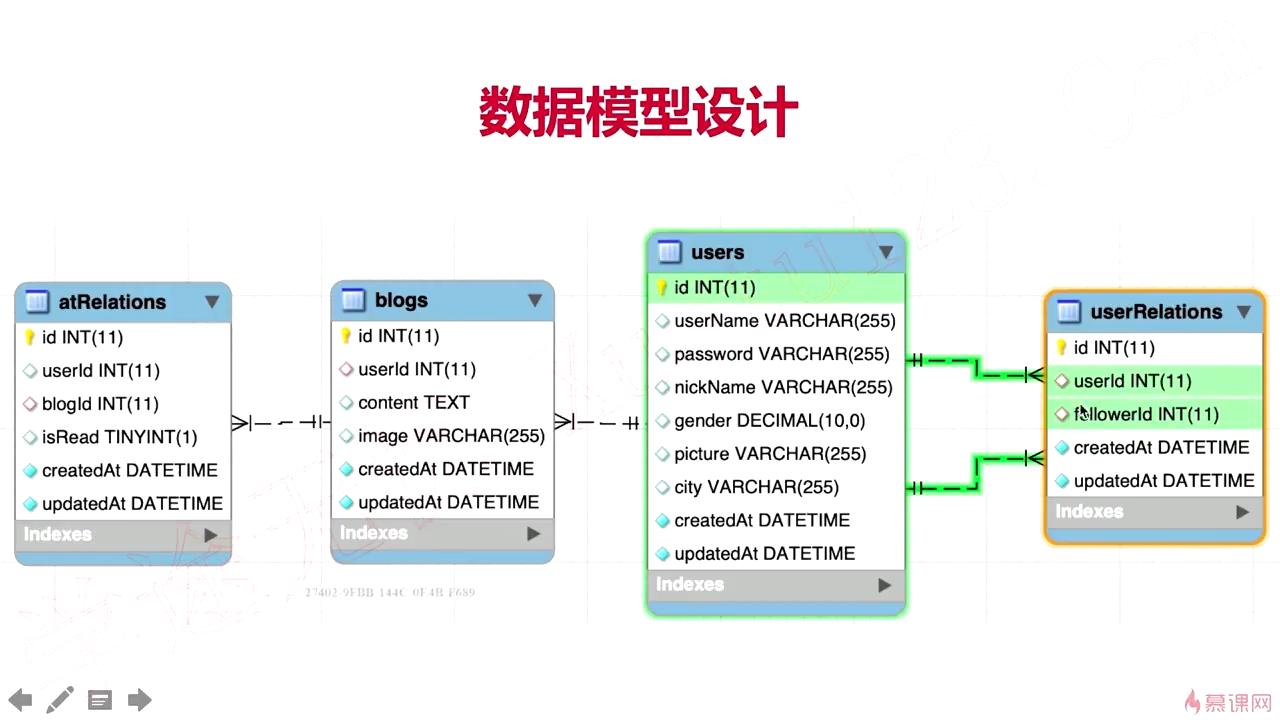 数据模型设计
atRelations
id INT(11)
userId INT(11)
blogId INT(11)
isRead TINYINT(1)
createdAt DATETIME
updatedAt DATETIME
Indexes
blogs
id INT(11)
userId INT(11)
content TEXT
image VARCHAR(255)
createdAt DATETIME
updatedAt DATETIME
Indexes
users
id INT(11)
userName VARCHAR(255)
password VARCHAR(255)
nickName VARCHAR(255)
gender DECIMAL(10,0)
picture VARCHAR(255)
city VARCHAR(255)
createdAt DATETIME
updatedAt DATETIME
Indexes
userRelations
id INT(11)
userId INT(11)
followerId INT(11)
createdAt DATETIME
updatedAt DATETIME
Indexes
慕课网